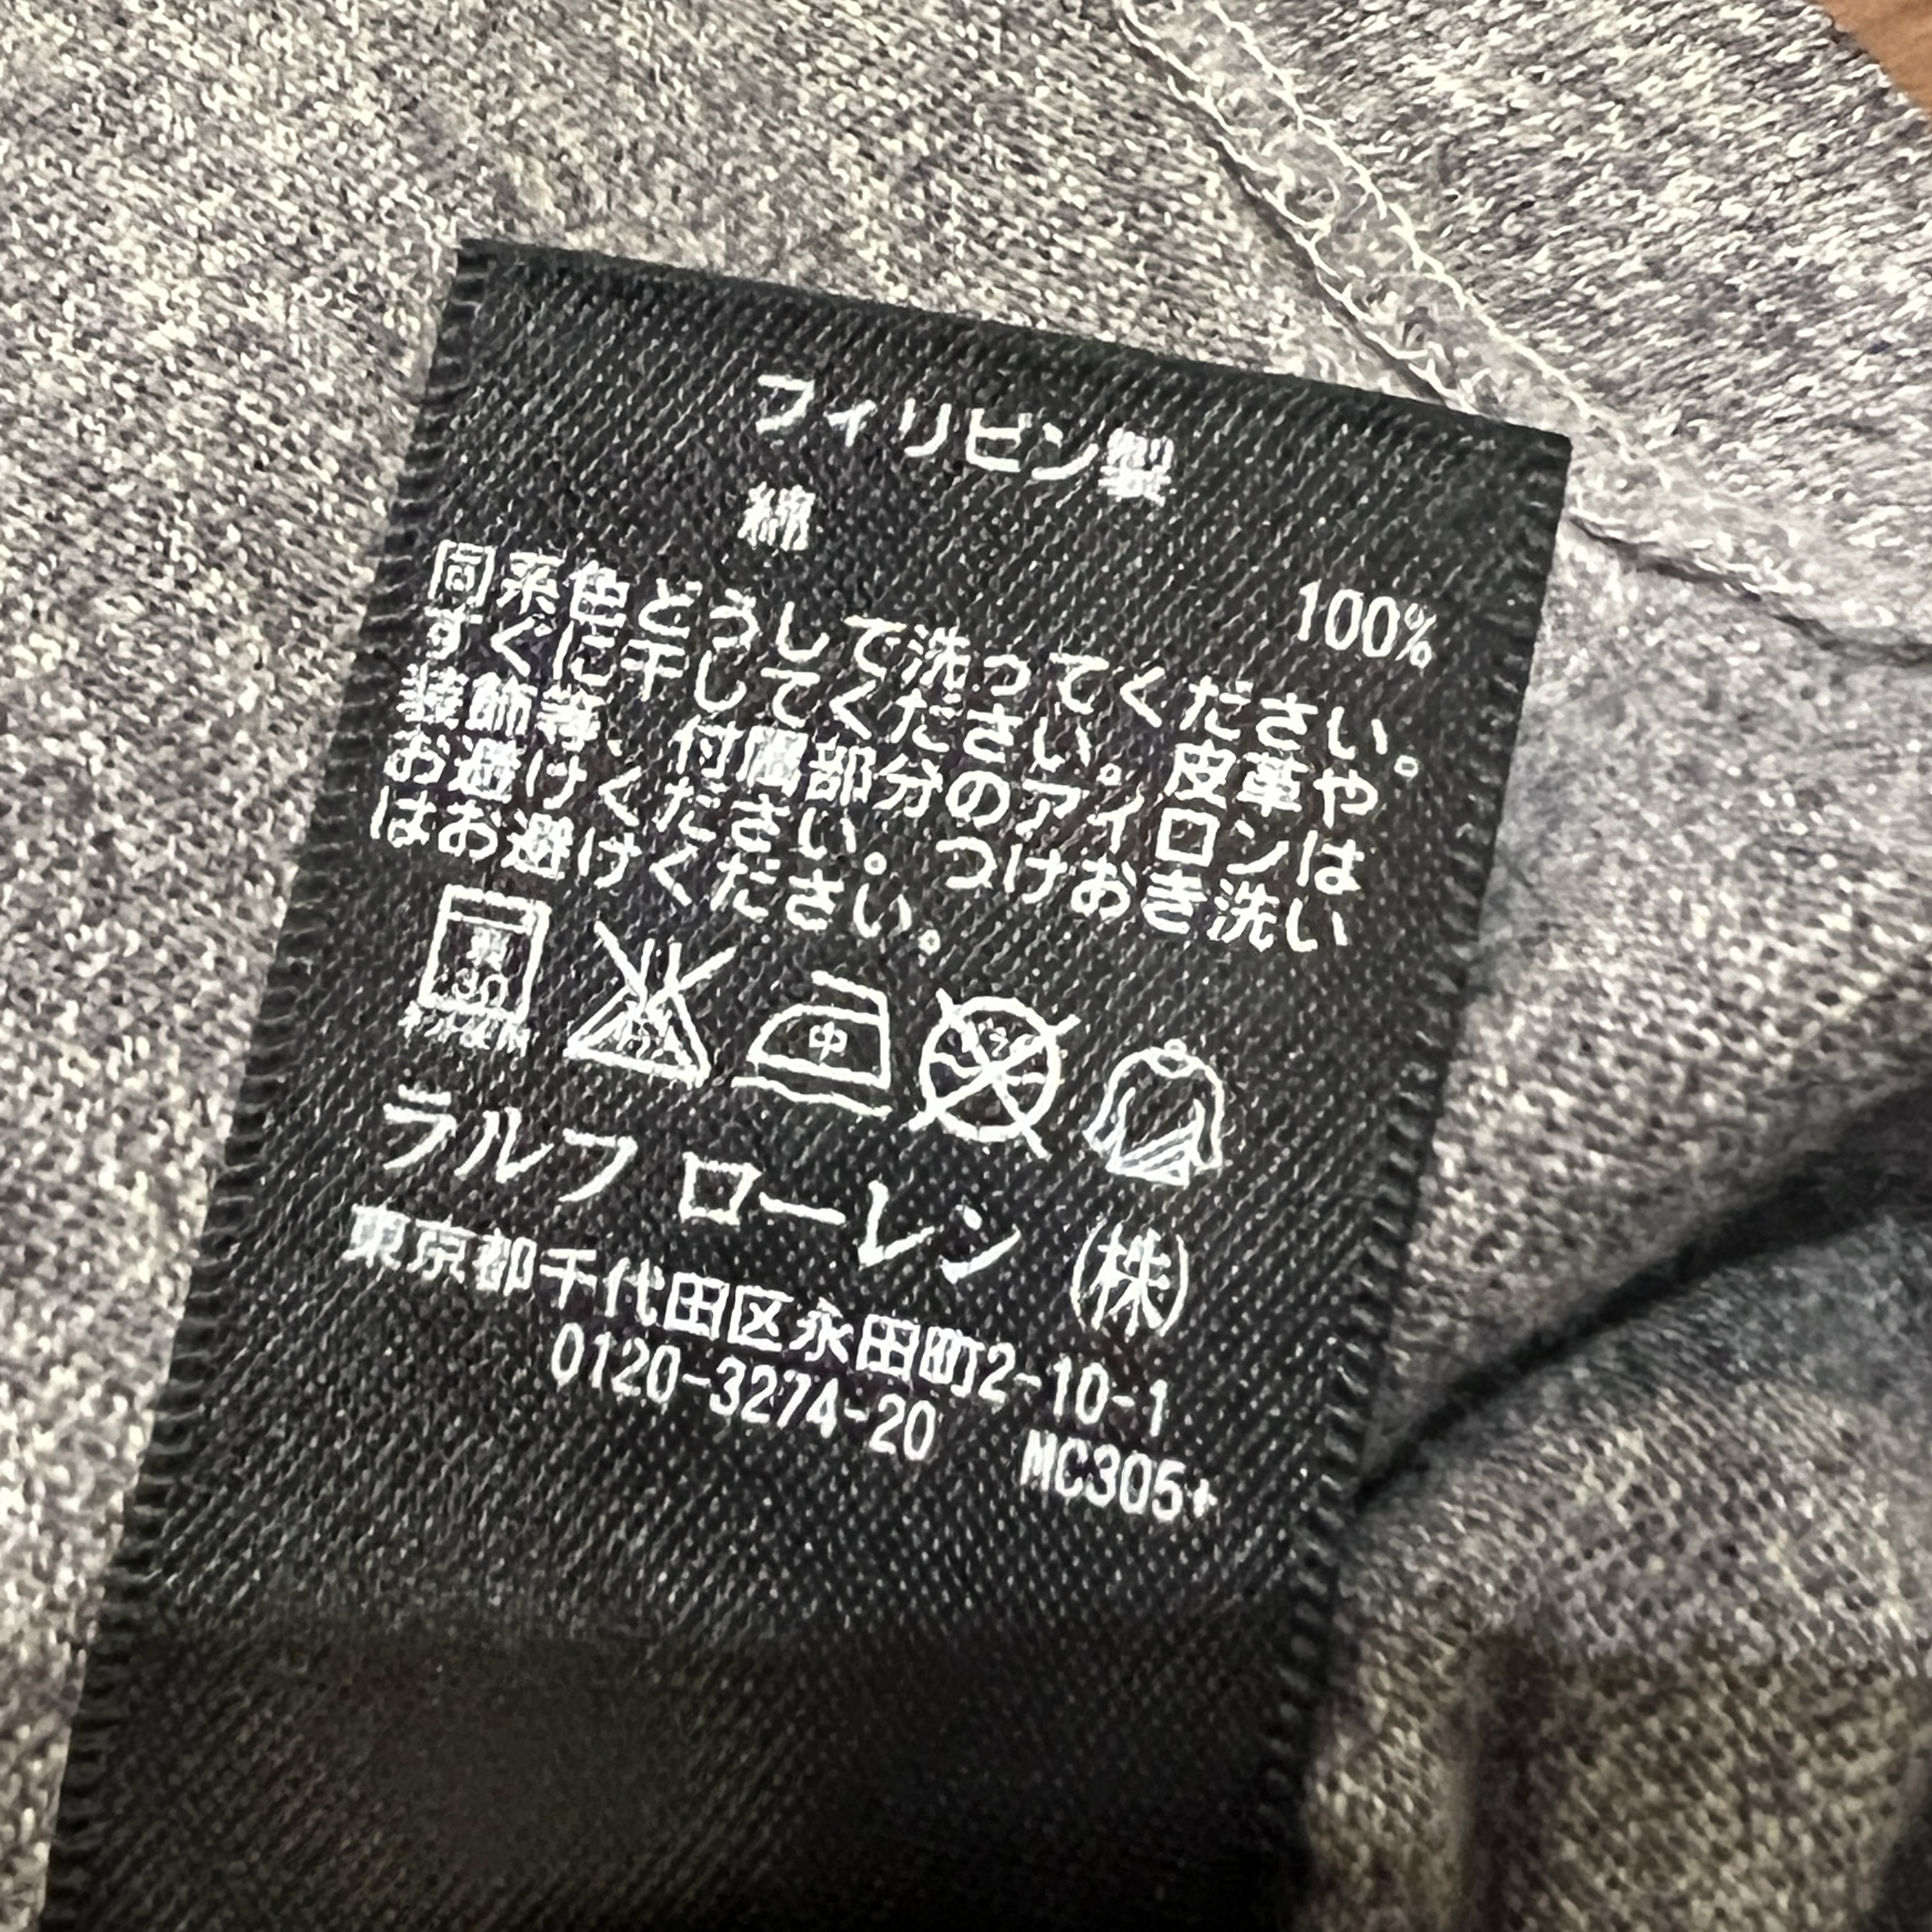 フィリピン製
綿 100%
同系色どうしで洗ってください。
すぐに干してください。皮革や
装飾等、付属部分のアイロンは
お避けください。つけおき洗い
はお避けください。
30
中
ラルフ ローレン (株)
東京都千代田区永田町2-10-1
0120-3274-20 MC305+